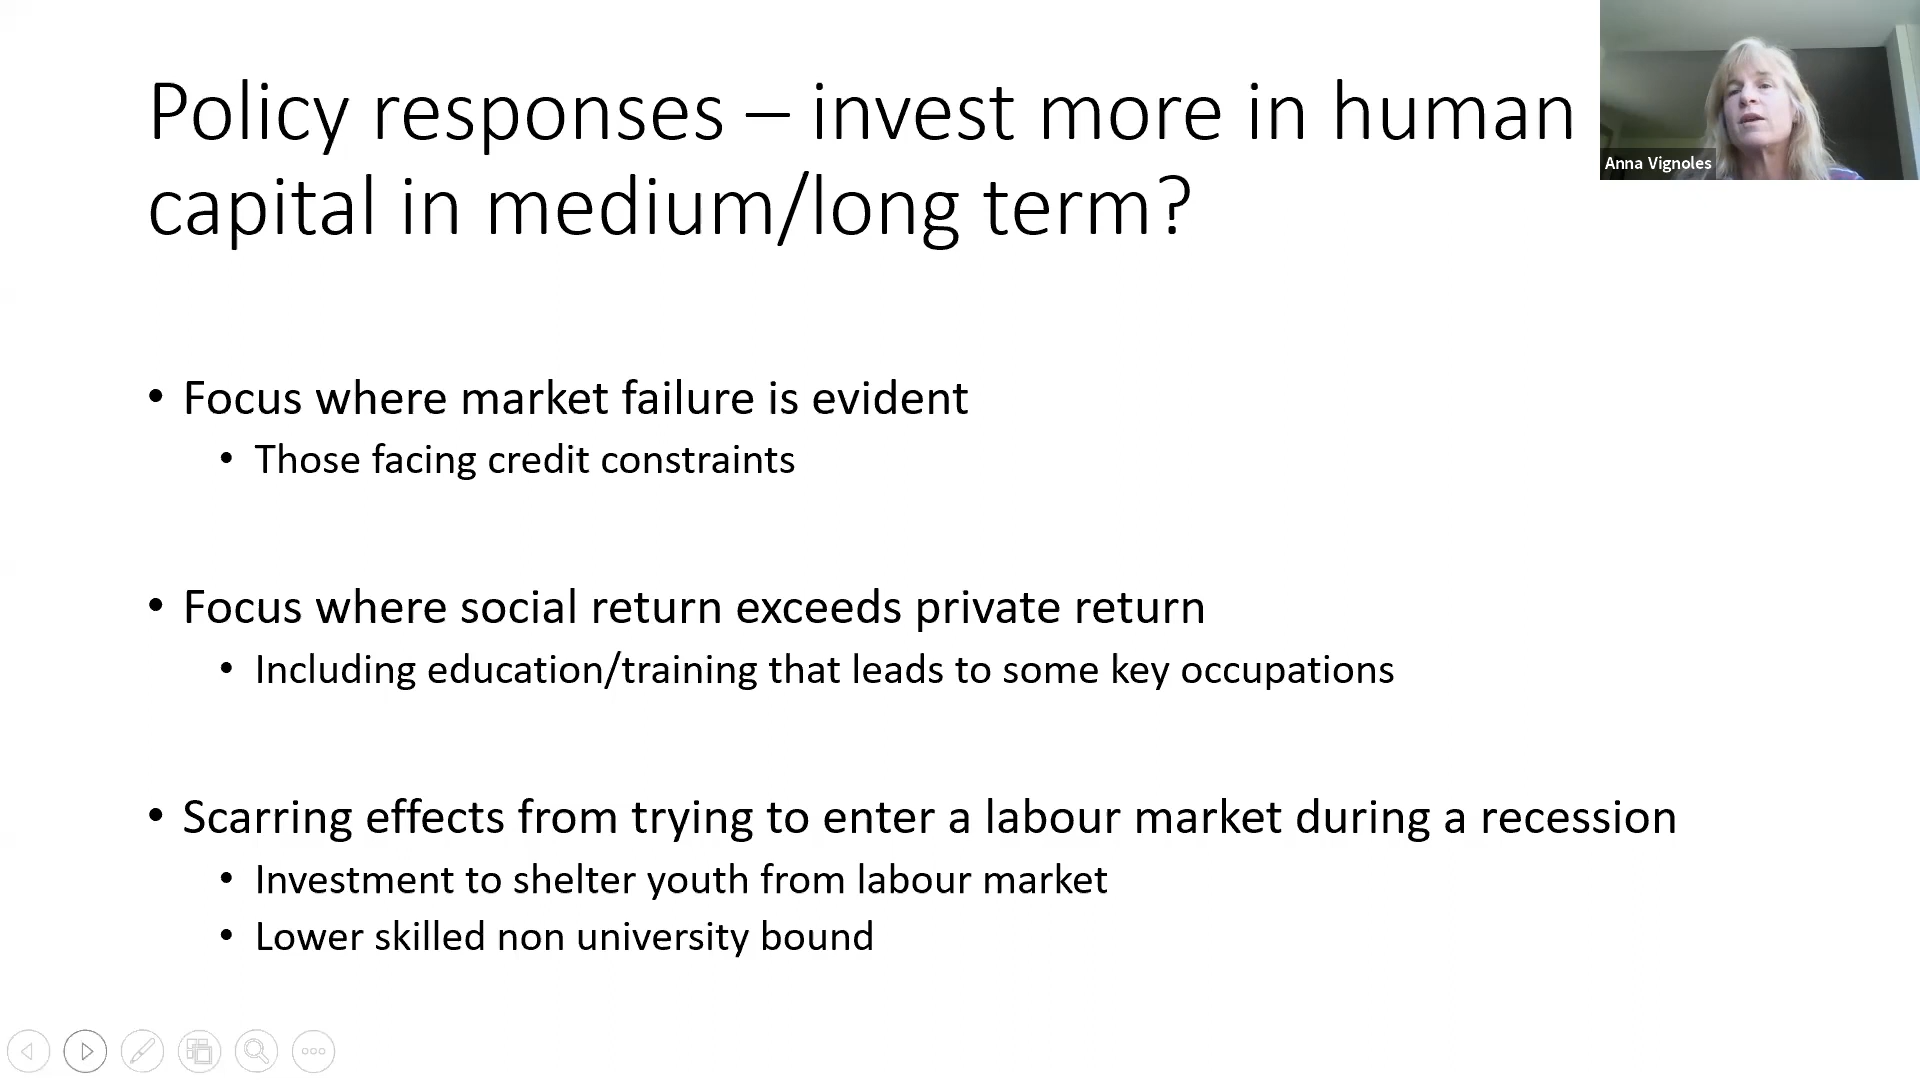 Policy responses – invest more in human
capital in medium/long term?
Anna Vignoles
• Focus where market failure is evident
• Those facing credit constraints
• Focus where social return exceeds private return
• Including education/training that leads to some key occupations
• Scarring effects from trying to enter a labour market during a recession
• Investment to shelter youth from labour market
• Lower skilled non university bound